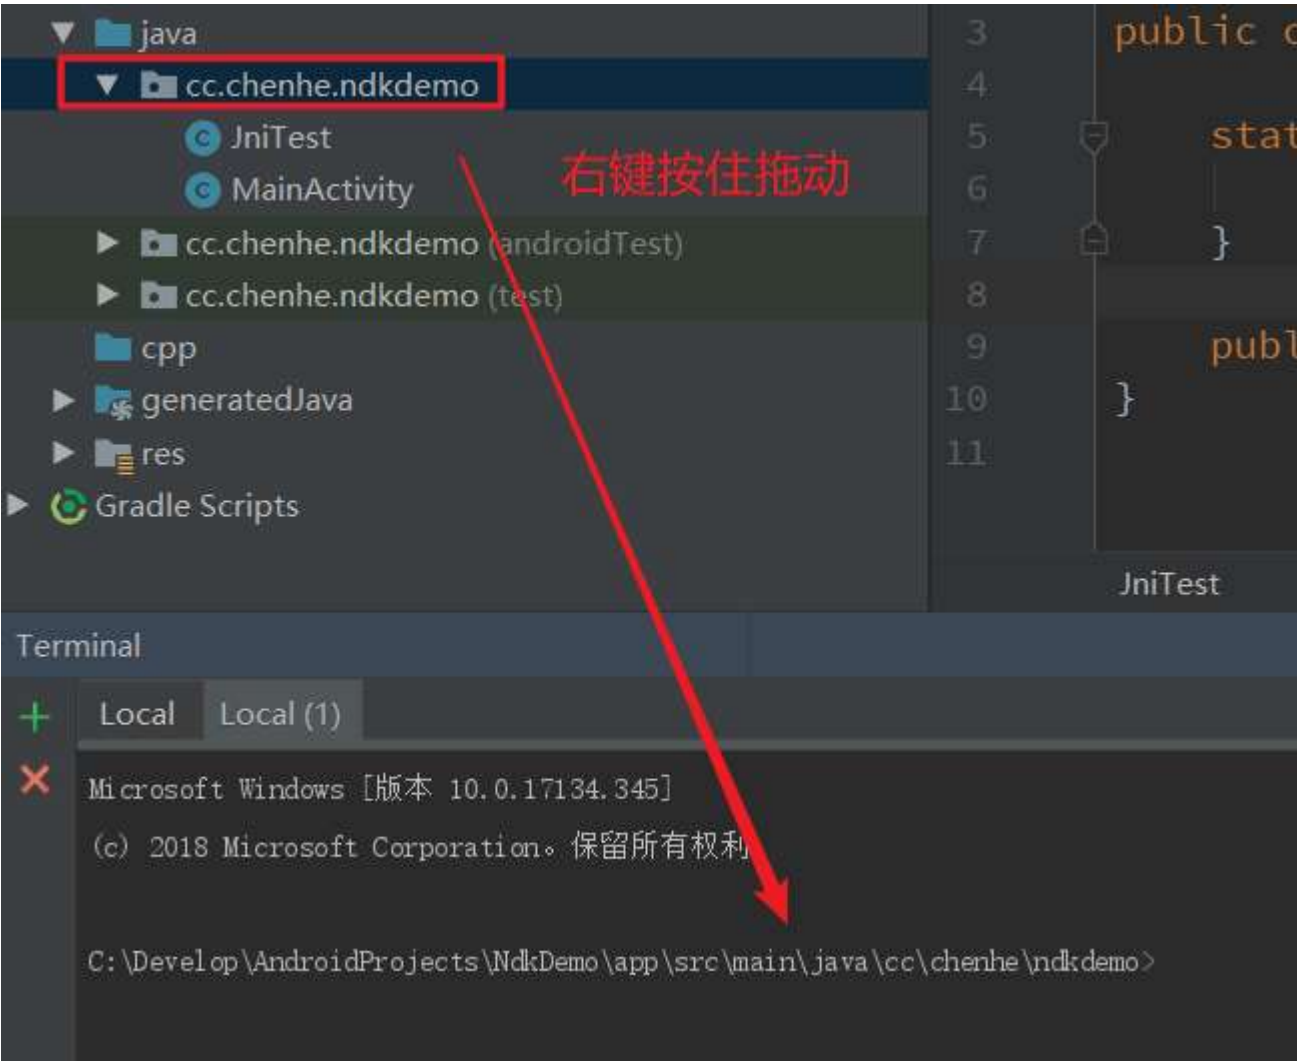 java
cc.chenhe.ndkdemo
JniTest
MainActivity
右键按住拖动
cc.chenhe.ndkdemo (androidTest)
cc.chenhe.ndkdemo (test)
cpp
generatedJava
res
Gradle Scripts
3 public c
4
5 stat
6
7 }
8
9 publ
10 }
11
JniTest
Terminal
Local Local (1)
Microsoft Windows [版本 10.0.17134.345]
(c) 2018 Microsoft Corporation。保留所有权利
C:\Develop\AndroidProjects\NdkDemo\app\src\main\java\cc\chenhe\ndkdemo>